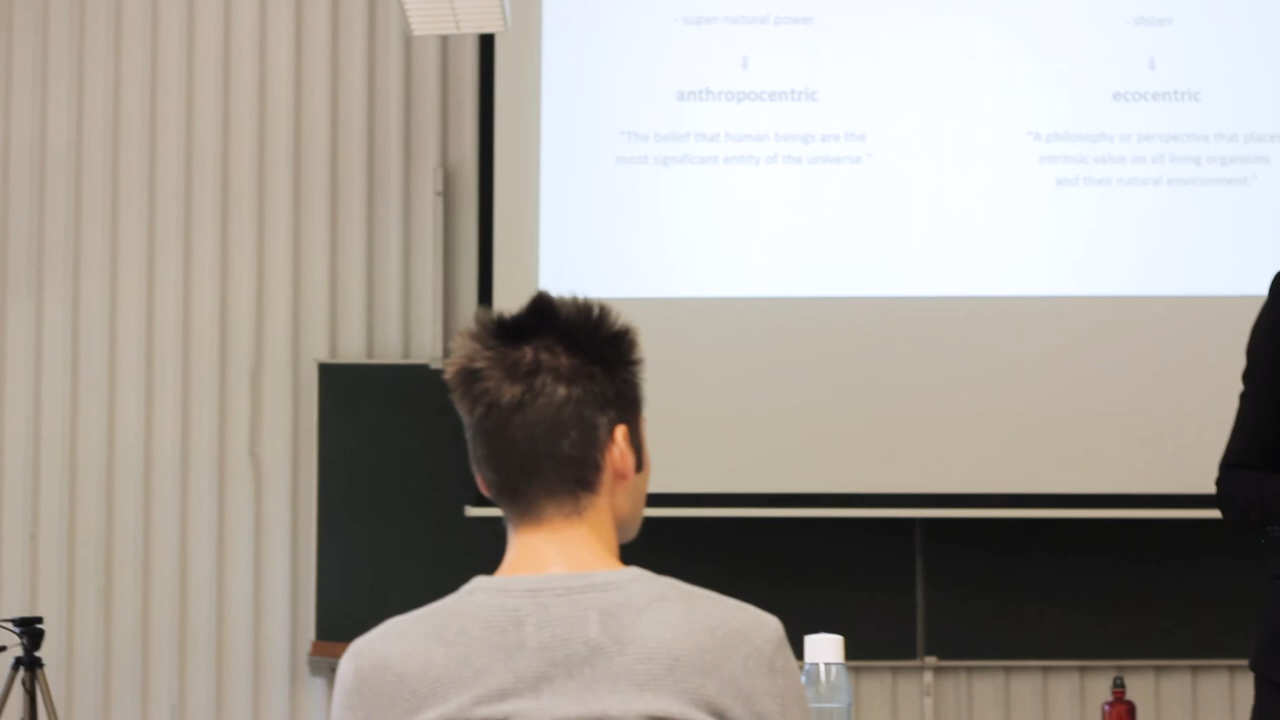 - super-natural power
↓
anthropocentric
"The belief that human beings are the
most significant entity of the universe."
- shizen
↓
ecocentric
"A philosophy or perspective that places
intrinsic value on all living organisms
and their natural environment."